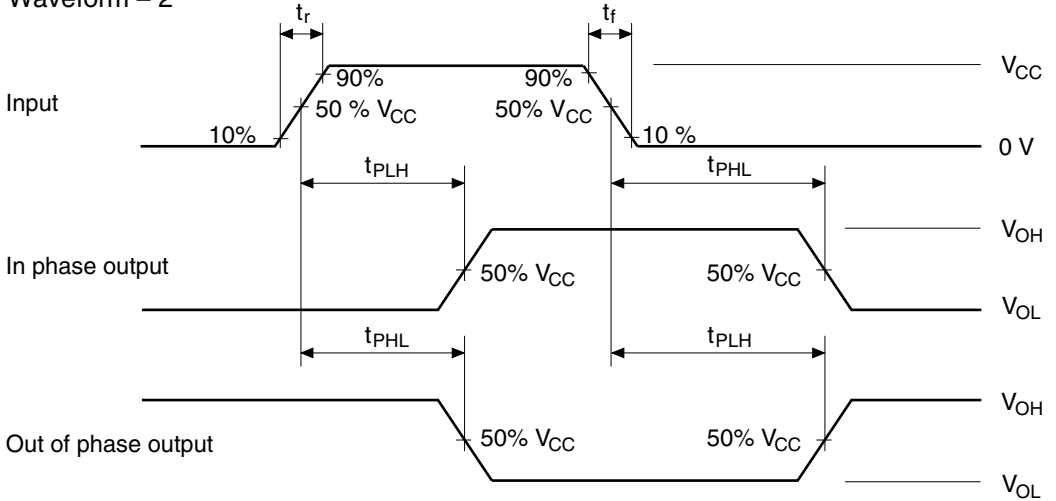 Waveform – 2
tr tf
90% 90% VCC
Input 50 % VCC 50% VCC
10% 10 % 0 V
tPLH tPHL
VOH
In phase output 50% VCC 50% VCC
VOL
tPHL tPLH
VOH
Out of phase output 50% VCC 50% VCC
VOL